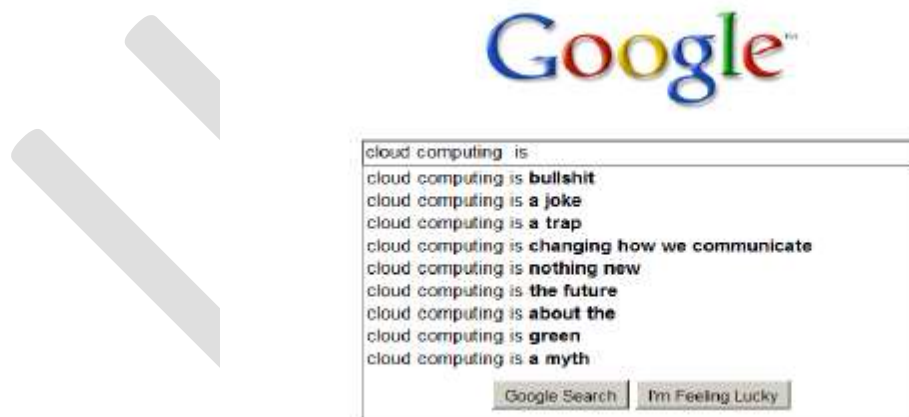 Google™
cloud computing is
cloud computing is bullshit
cloud computing is a joke
cloud computing is a trap
cloud computing is changing how we communicate
cloud computing is nothing new
cloud computing is the future
cloud computing is about the
cloud computing is green
cloud computing is a myth
Google Search I'm Feeling Lucky